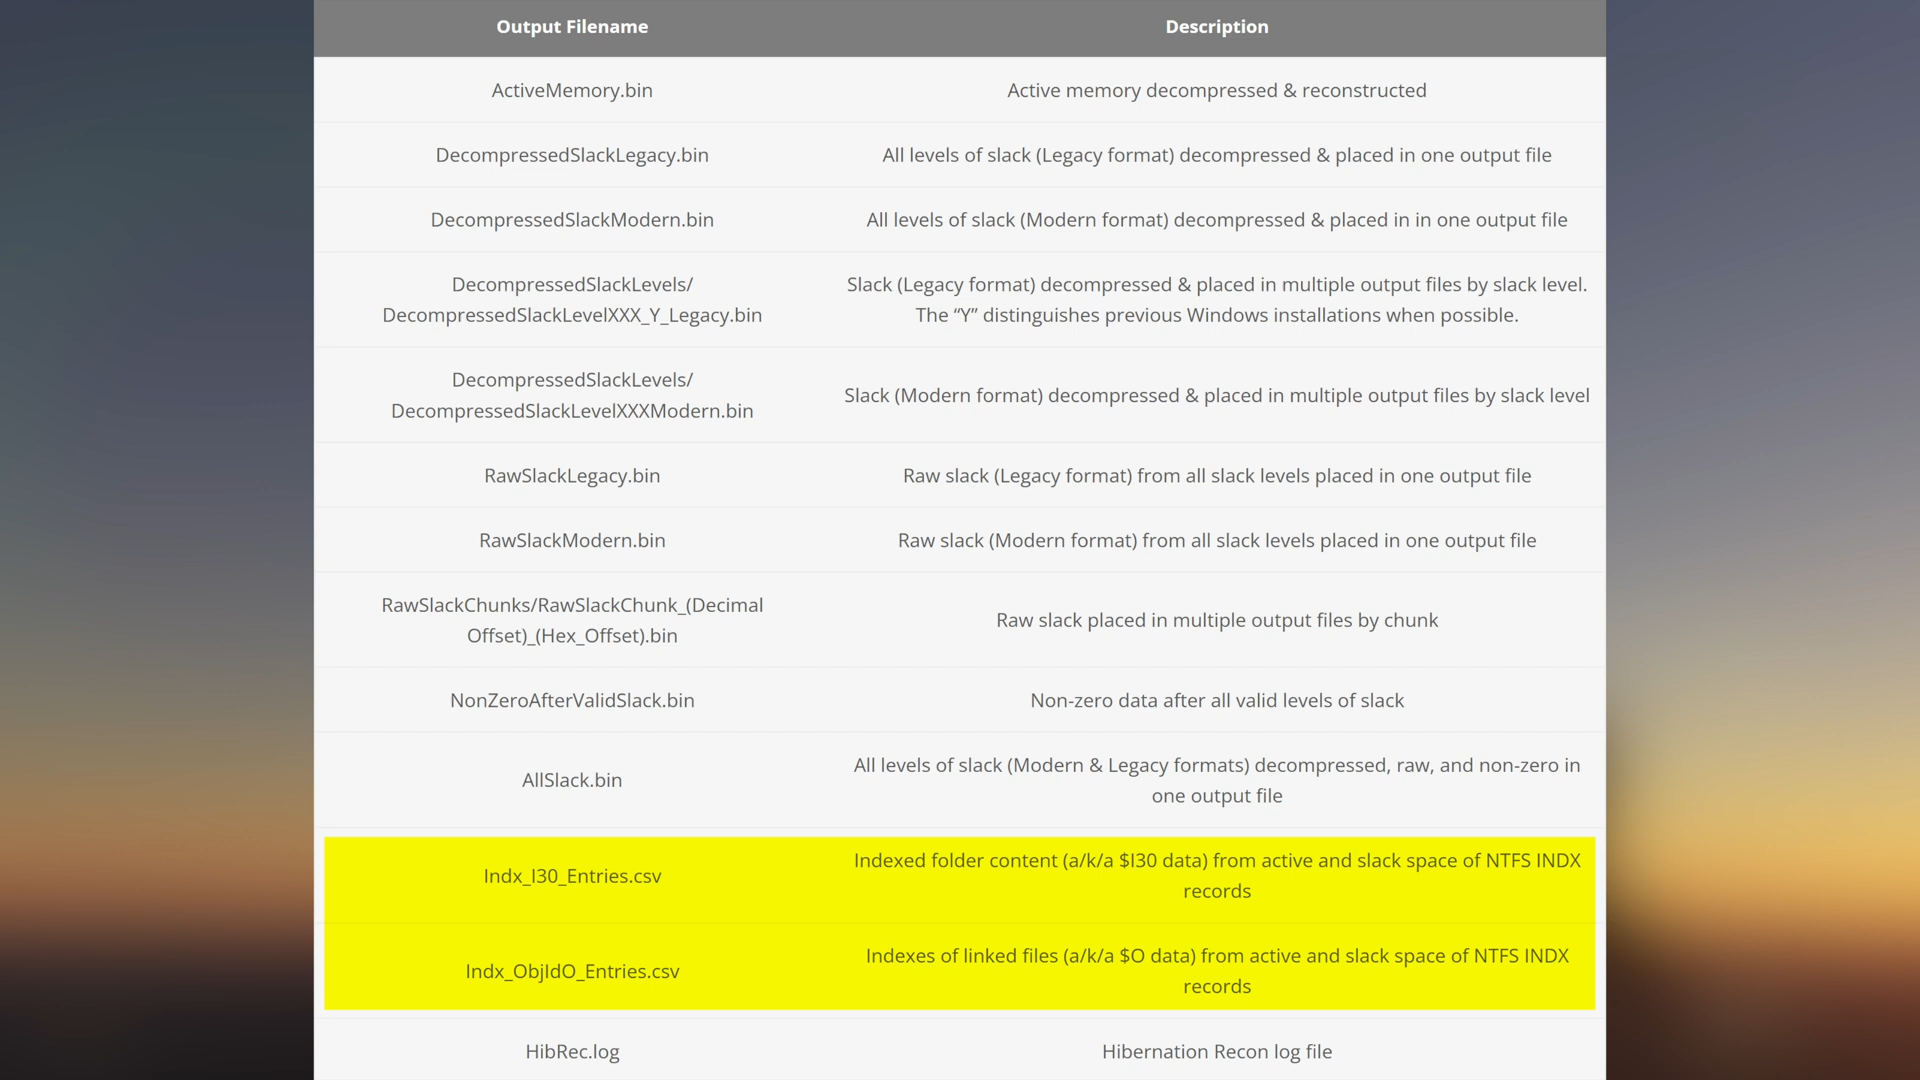 Output Filename
Description
ActiveMemory.bin
Active memory decompressed & reconstructed
DecompressedSlackLegacy.bin
All levels of slack (Legacy format) decompressed & placed in one output file
DecompressedSlackModern.bin
All levels of slack (Modern format) decompressed & placed in in one output file
DecompressedSlackLevels/
DecompressedSlackLevelXXX_Y_Legacy.bin
Slack (Legacy format) decompressed & placed in multiple output files by slack level.
The “Y” distinguishes previous Windows installations when possible.
DecompressedSlackLevels/
DecompressedSlackLevelXXXModern.bin
Slack (Modern format) decompressed & placed in multiple output files by slack level
RawSlackLegacy.bin
Raw slack (Legacy format) from all slack levels placed in one output file
RawSlackModern.bin
Raw slack (Modern format) from all slack levels placed in one output file
RawSlackChunks/RawSlackChunk_(Decimal
Offset)_(Hex_Offset).bin
Raw slack placed in multiple output files by chunk
NonZeroAfterValidSlack.bin
Non-zero data after all valid levels of slack
AllSlack.bin
All levels of slack (Modern & Legacy formats) decompressed, raw, and non-zero in
one output file
Indx_I30_Entries.csv
Indexed folder content (a/k/a $I30 data) from active and slack space of NTFS INDX
records
Indx_ObjIdO_Entries.csv
Indexes of linked files (a/k/a $O data) from active and slack space of NTFS INDX
records
HibRec.log
Hibernation Recon log file